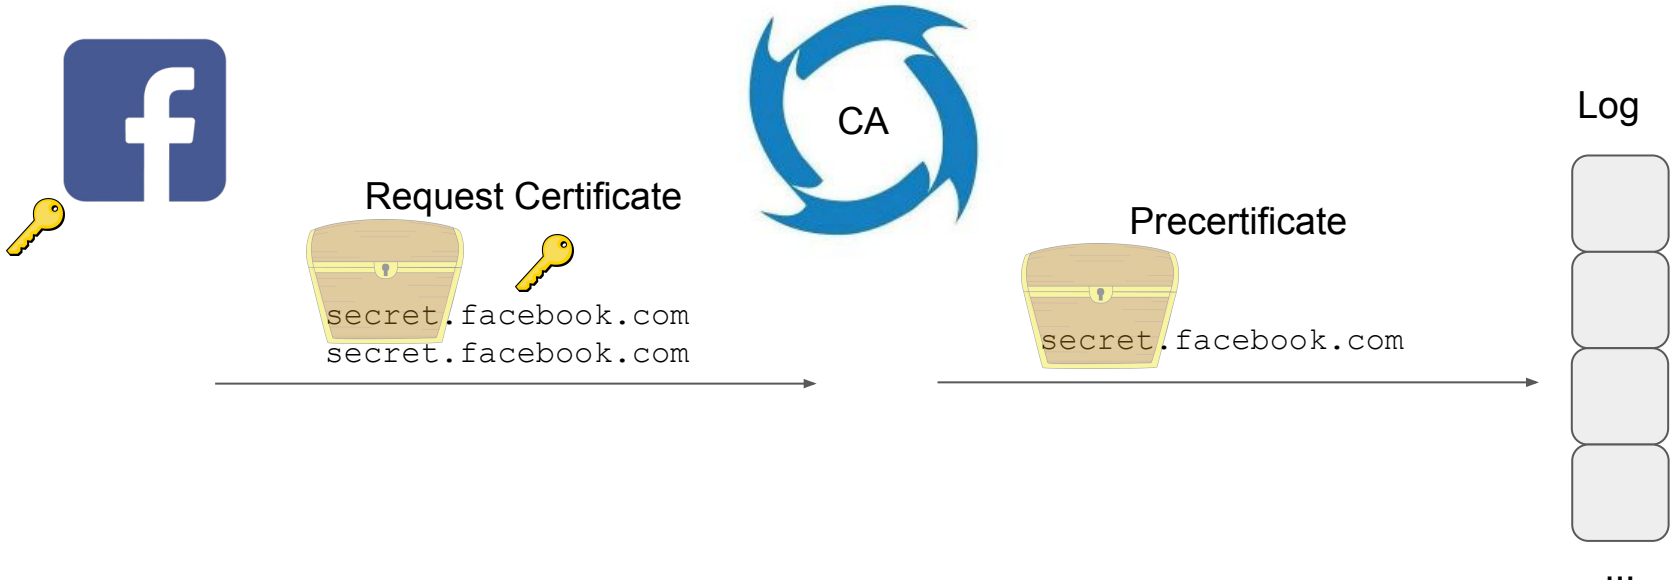 CA
Log
Request Certificate
Precertificate
secret.facebook.com
secret.facebook.com
secret.facebook.com
...